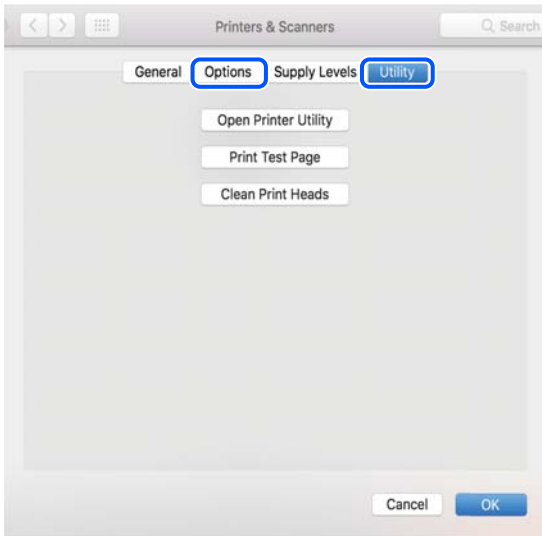 Printers & Scanners Search
General Options Supply Levels Utility
Open Printer Utility
Print Test Page
Clean Print Heads
Cancel OK